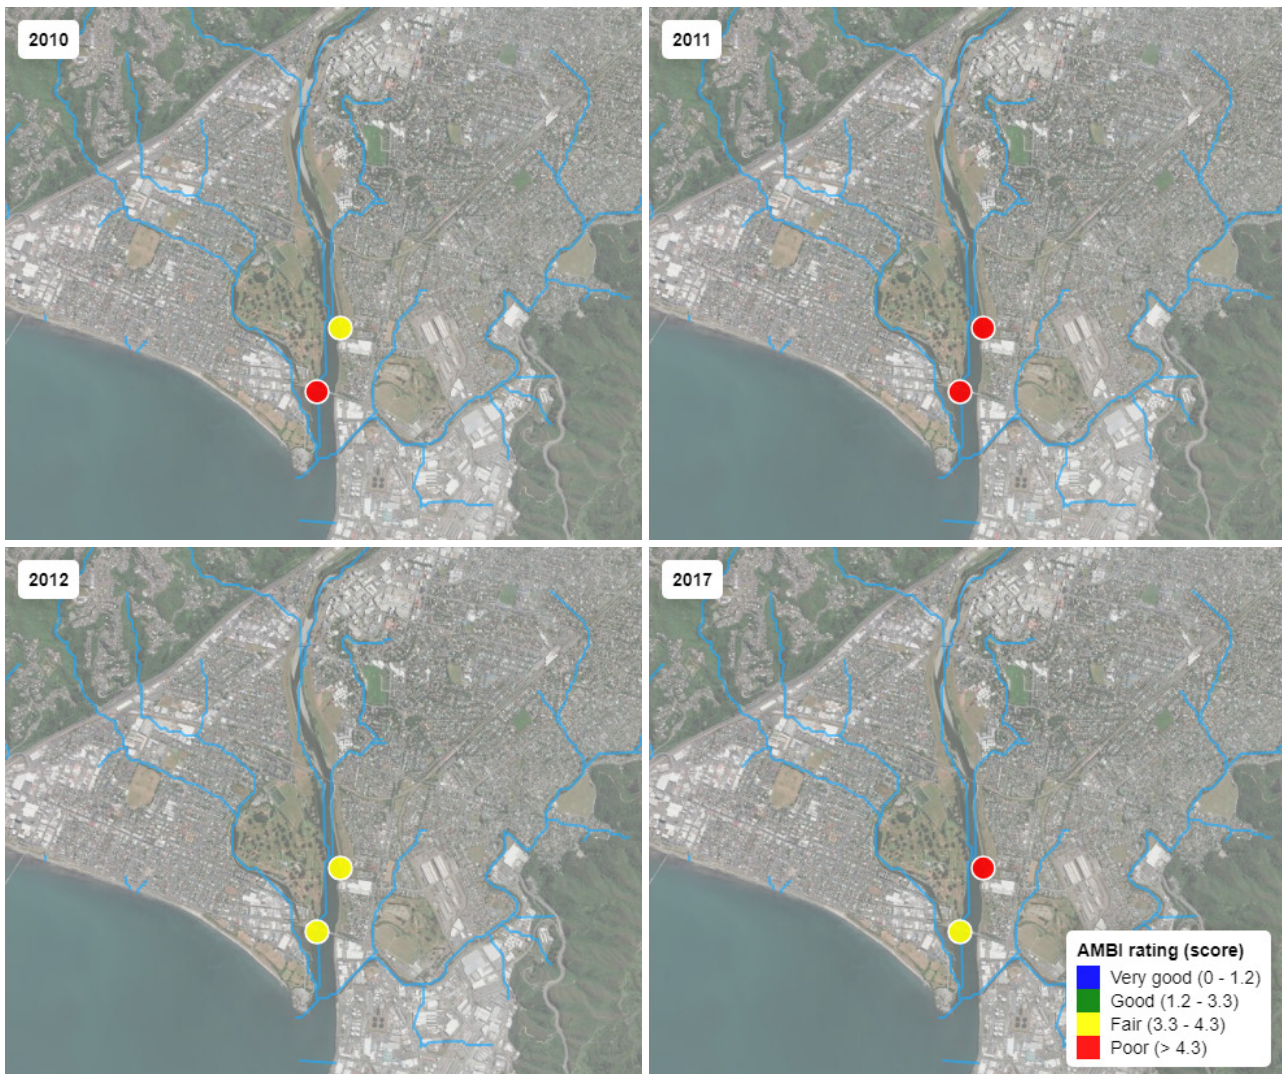 2010
2011
2012
2017
AMBI rating (score)
Very good (0 - 1.2)
Good (1.2 - 3.3)
Fair (3.3 - 4.3)
Poor (> 4.3)